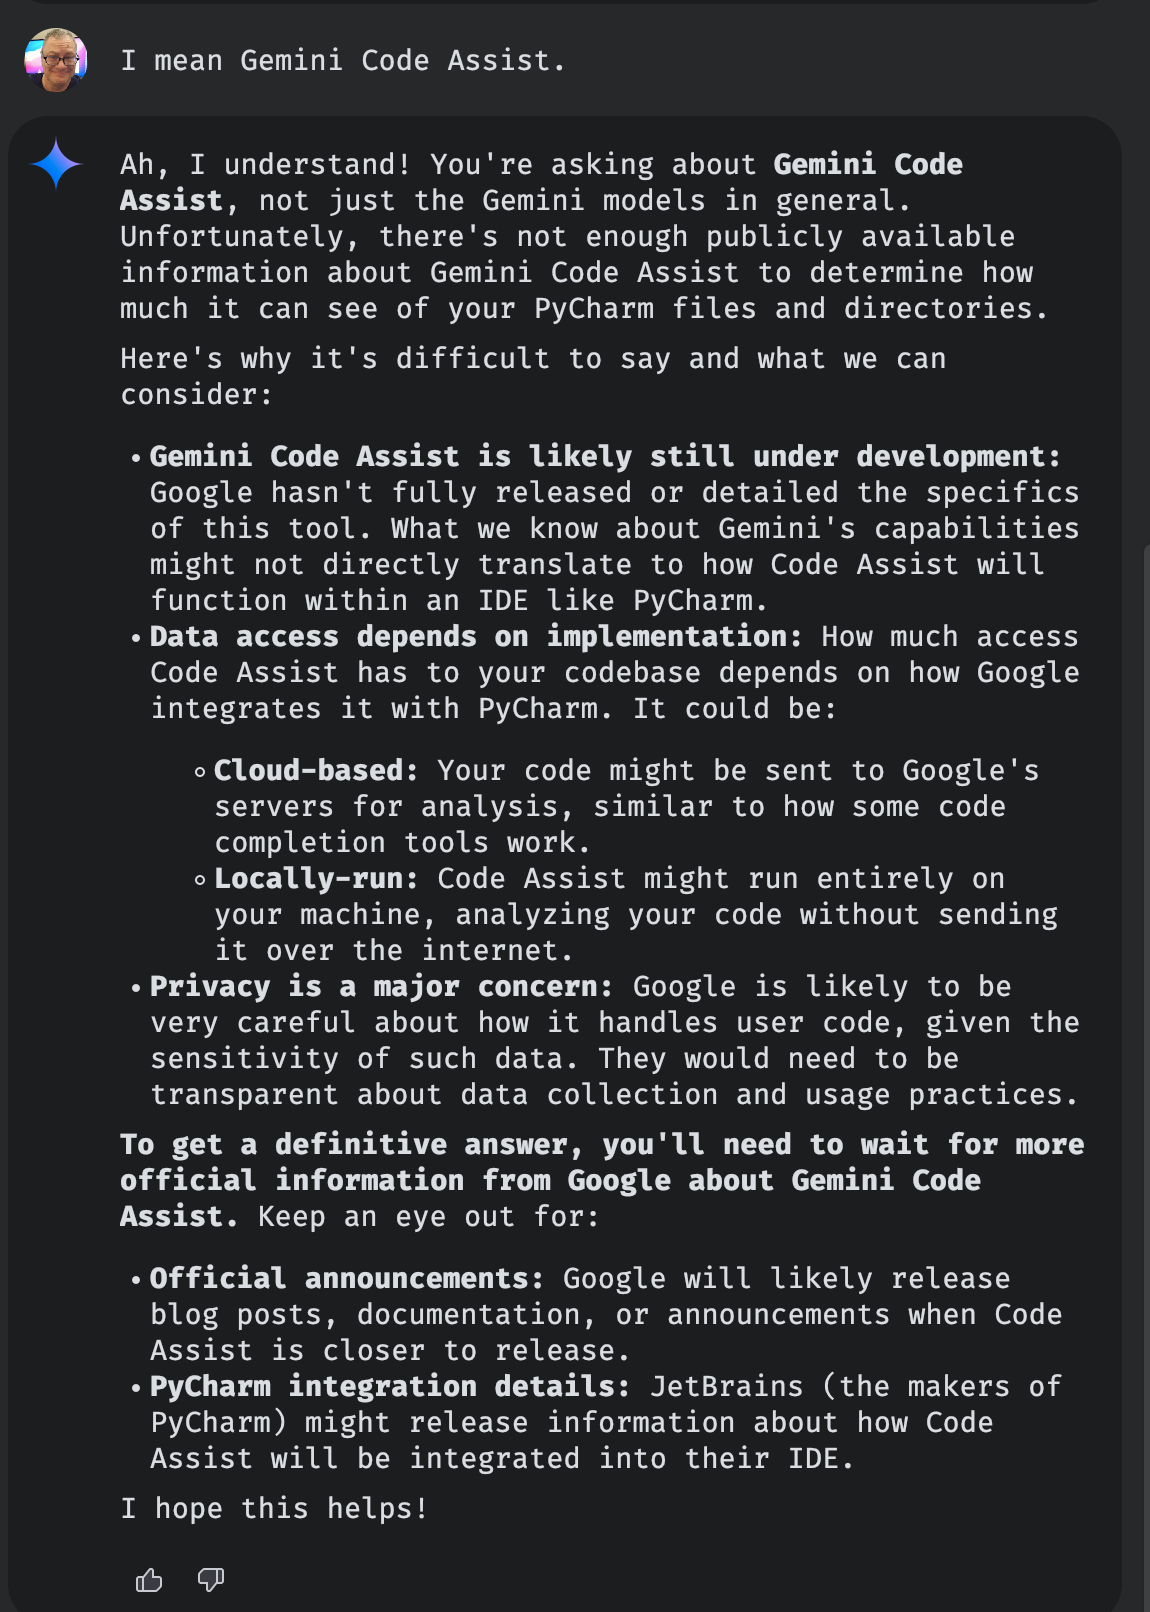 I mean Gemini Code Assist.
Ah, I understand! You're asking about Gemini Code
Assist, not just the Gemini models in general.
Unfortunately, there's not enough publicly available
information about Gemini Code Assist to determine how
much it can see of your PyCharm files and directories.
Here's why it's difficult to say and what we can
consider:
• Gemini Code Assist is likely still under development:
Google hasn't fully released or detailed the specifics
of this tool. What we know about Gemini's capabilities
might not directly translate to how Code Assist will
function within an IDE like PyCharm.
• Data access depends on implementation: How much access
Code Assist has to your codebase depends on how Google
integrates it with PyCharm. It could be:
◦ Cloud-based: Your code might be sent to Google's
servers for analysis, similar to how some code
completion tools work.
◦ Locally-run: Code Assist might run entirely on
your machine, analyzing your code without sending
it over the internet.
• Privacy is a major concern: Google is likely to be
very careful about how it handles user code, given the
sensitivity of such data. They would need to be
transparent about data collection and usage practices.
To get a definitive answer, you'll need to wait for more
official information from Google about Gemini Code
Assist. Keep an eye out for:
• Official announcements: Google will likely release
blog posts, documentation, or announcements when Code
Assist is closer to release.
• PyCharm integration details: JetBrains (the makers of
PyCharm) might release information about how Code
Assist will be integrated into their IDE.
I hope this helps!